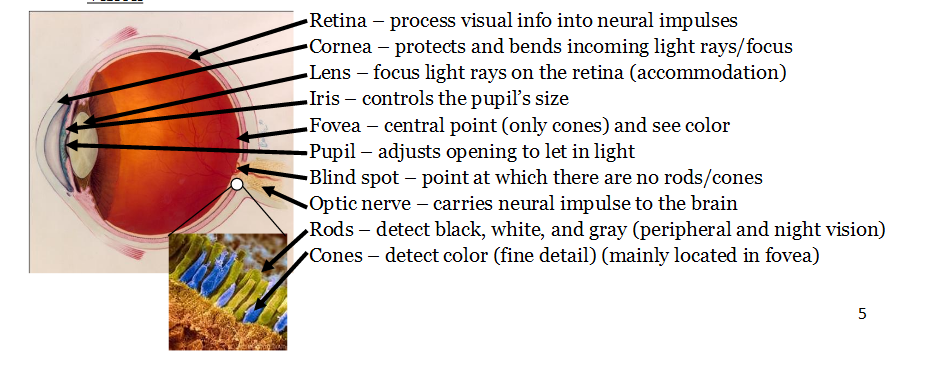 Retina – process visual info into neural impulses
Cornea – protects and bends incoming light rays/focus
Lens – focus light rays on the retina (accommodation)
Iris – controls the pupil’s size
Fovea – central point (only cones) and see color
Pupil – adjusts opening to let in light
Blind spot – point at which there are no rods/cones
Optic nerve – carries neural impulse to the brain
Rods – detect black, white, and gray (peripheral and night vision)
Cones – detect color (fine detail) (mainly located in fovea)
5